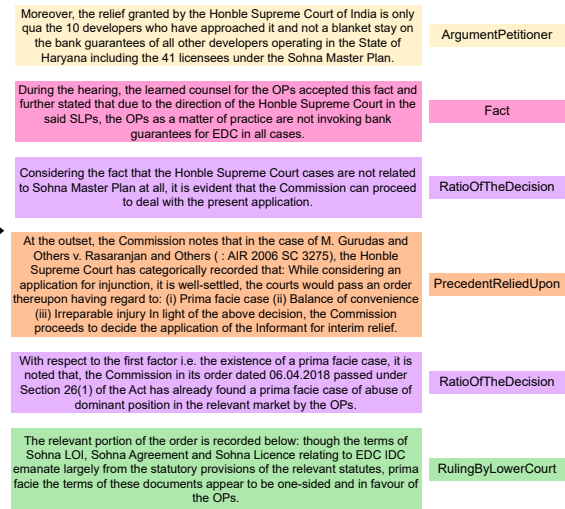 Moreover, the relief granted by the Honble Supreme Court of India is only
qua the 10 developers who have approached it and not a blanket stay on
the bank guarantees of all other developers operating in the State of
Haryana including the 41 licensees under the Sohna Master Plan.
ArgumentPetitioner
During the hearing, the learned counsel for the OPs accepted this fact and
further stated that due to the direction of the Honble Supreme Court in the
said SLPs, the OPs as a matter of practice are not invoking bank
guarantees for EDC in all cases.
Fact
Considering the fact that the Honble Supreme Court cases are not related
to Sohna Master Plan at all, it is evident that the Commission can proceed
to deal with the present application.
RatioOfTheDecision
At the outset, the Commission notes that in the case of M. Gurudas and
Others v. Rasaranjan and Others ( : AIR 2006 SC 3275), the Honble
Supreme Court has categorically recorded that: While considering an
application for injunction, it is well-settled, the courts would pass an order
thereupon having regard to: (i) Prima facie case (ii) Balance of convenience
(iii) Irreparable injury In light of the above decision, the Commission
proceeds to decide the application of the Informant for interim relief.
PrecedentReliedUpon
With respect to the first factor i.e. the existence of a prima facie case, it is
noted that, the Commission in its order dated 06.04.2018 passed under
Section 26(1) of the Act has already found a prima facie case of abuse of
dominant position in the relevant market by the OPs.
RatioOfTheDecision
The relevant portion of the order is recorded below: though the terms of
Sohna LOI, Sohna Agreement and Sohna Licence relating to EDC IDC
emanate largely from the statutory provisions of the relevant statutes, prima
facie the terms of these documents appear to be one-sided and in favour of
the OPs.
RulingByLowerCourt